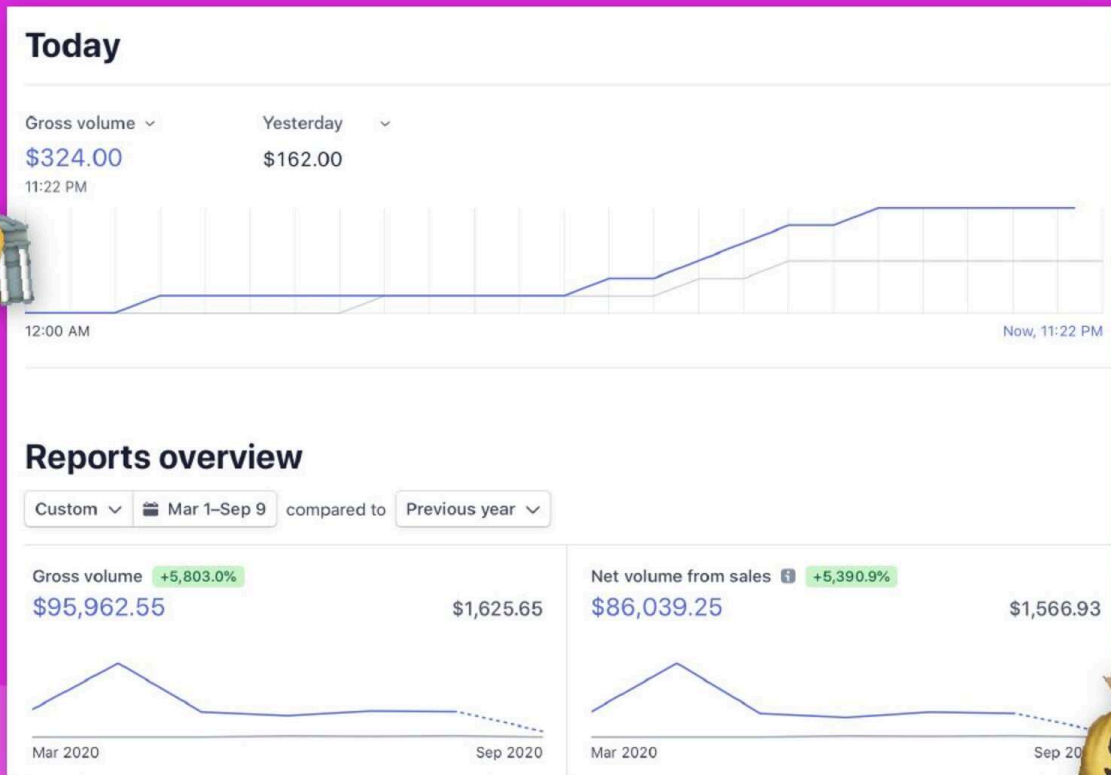 Today
Gross volume Yesterday
$324.00 $162.00
11:22 PM
12:00 AM Now, 11:22 PM
Reports overview
Custom Mar 1–Sep 9 compared to Previous year
Gross volume +5,803.0% Net volume from sales +5,390.9%
$95,962.55 $1,625.65 $86,039.25 $1,566.93
Mar 2020 Sep 2020 Mar 2020 Sep 20